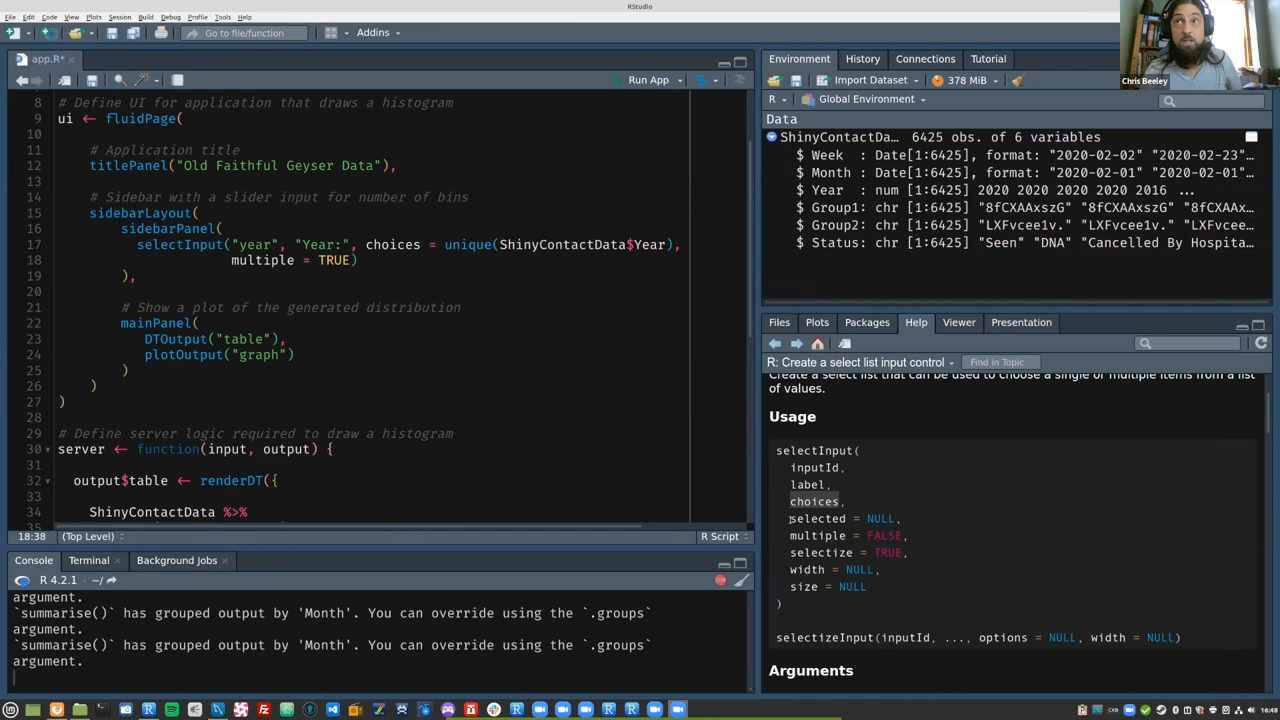 RStudio
File Edit Code View Plots Session Build Debug Profile Tools Help
Go to file/function Addins
app.R*
Run App
8 # Define UI for application that draws a histogram
9 ui <- fluidPage(
10
11 # Application title
12 titlePanel("Old Faithful Geyser Data"),
13
14 # Sidebar with a slider input for number of bins
15 sidebarLayout(
16 sidebarPanel(
17 selectInput("year", "Year:", choices = unique(ShinyContactData$Year),
18 multiple = TRUE)
19 ),
20
21 # Show a plot of the generated distribution
22 mainPanel(
23 DTOutput("table"),
24 plotOutput("graph")
25 )
26 )
27 )
28
29 # Define server logic required to draw a histogram
30 server <- function(input, output) {
31
32 output$table <- renderDT({
33
34 ShinyContactData %>%
35
18:38 (Top Level) R Script
Console Terminal Background Jobs
R 4.2.1 · ~/
argument.
`summarise()` has grouped output by 'Month'. You can override using the `.groups`
argument.
`summarise()` has grouped output by 'Month'. You can override using the `.groups`
argument.
Environment History Connections Tutorial
Import Dataset 378 MiB
R Global Environment
Data
ShinyContactDa… 6425 obs. of 6 variables
$ Week : Date[1:6425], format: "2020-02-02" "2020-02-23"…
$ Month : Date[1:6425], format: "2020-02-01" "2020-02-01"…
$ Year : num [1:6425] 2020 2020 2020 2020 2016 ...
$ Group1: chr [1:6425] "8fCXAAxszG" "8fCXAAxszG" "8fCXAAxs…
$ Group2: chr [1:6425] "LXFvcee1v." "LXFvcee1v." "LXFvcee…
$ Status: chr [1:6425] "Seen" "DNA" "Cancelled By Hospita…
Files Plots Packages Help Viewer Presentation
R: Create a select list input control Find in Topic
Create a select list that can be used to choose a single or multiple items from a list
of values.
Usage
selectInput(
inputId,
label,
choices,
selected = NULL,
multiple = FALSE,
selectize = TRUE,
width = NULL,
size = NULL
)
selectizeInput(inputId, ..., options = NULL, width = NULL)
Arguments
Chris Beeley
16:48